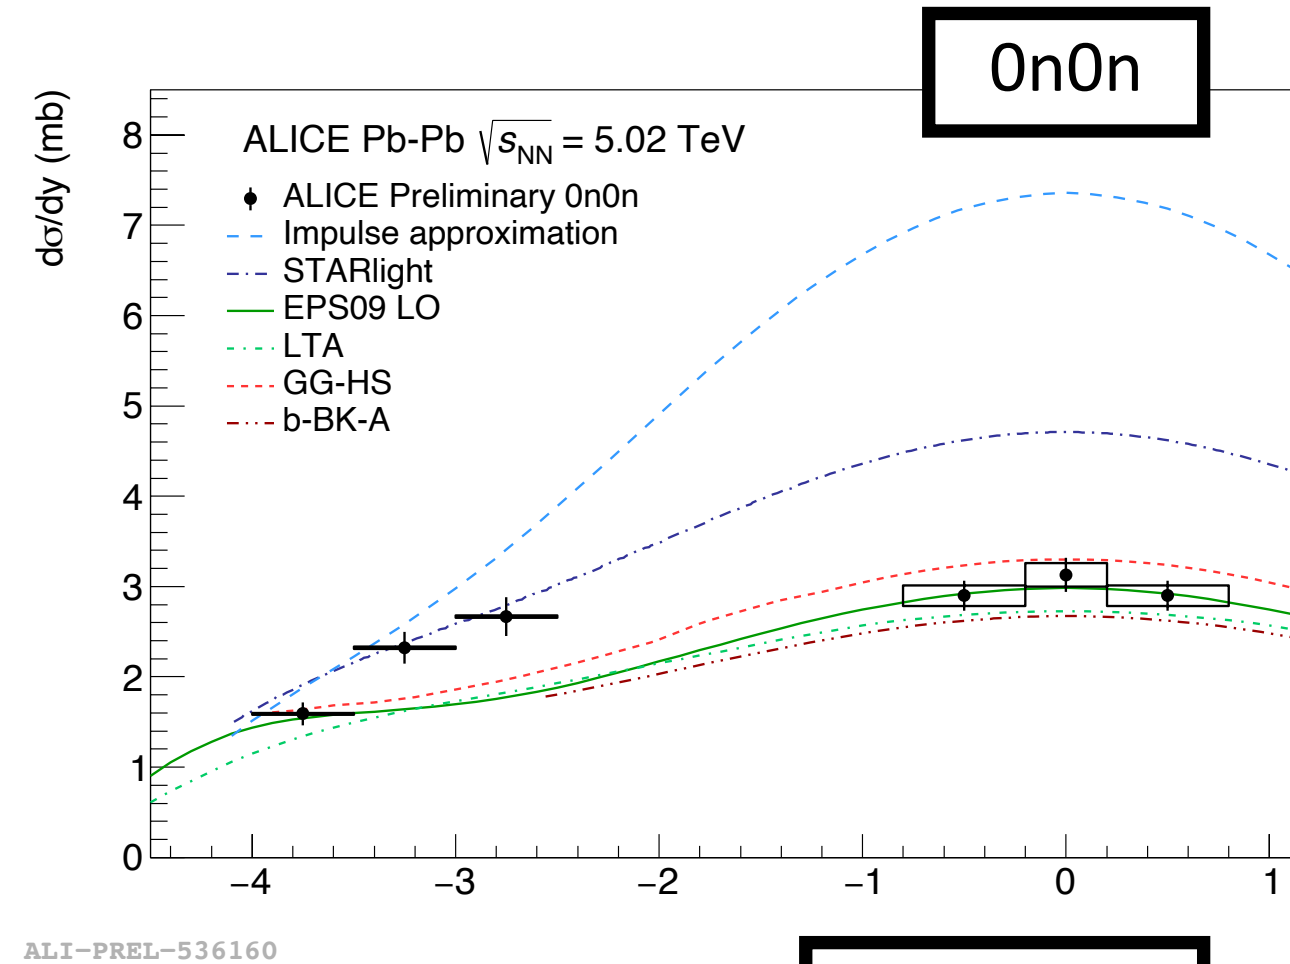 0n0n
dσ/dy (mb)
ALICE Pb-Pb √sNN = 5.02 TeV
ALICE Preliminary 0n0n
Impulse approximation
STARlight
EPS09 LO
LTA
GG-HS
b-BK-A
8
7
6
5
4
3
2
1
0
−4 −3 −2 −1 0 1
ALI−PREL−536160